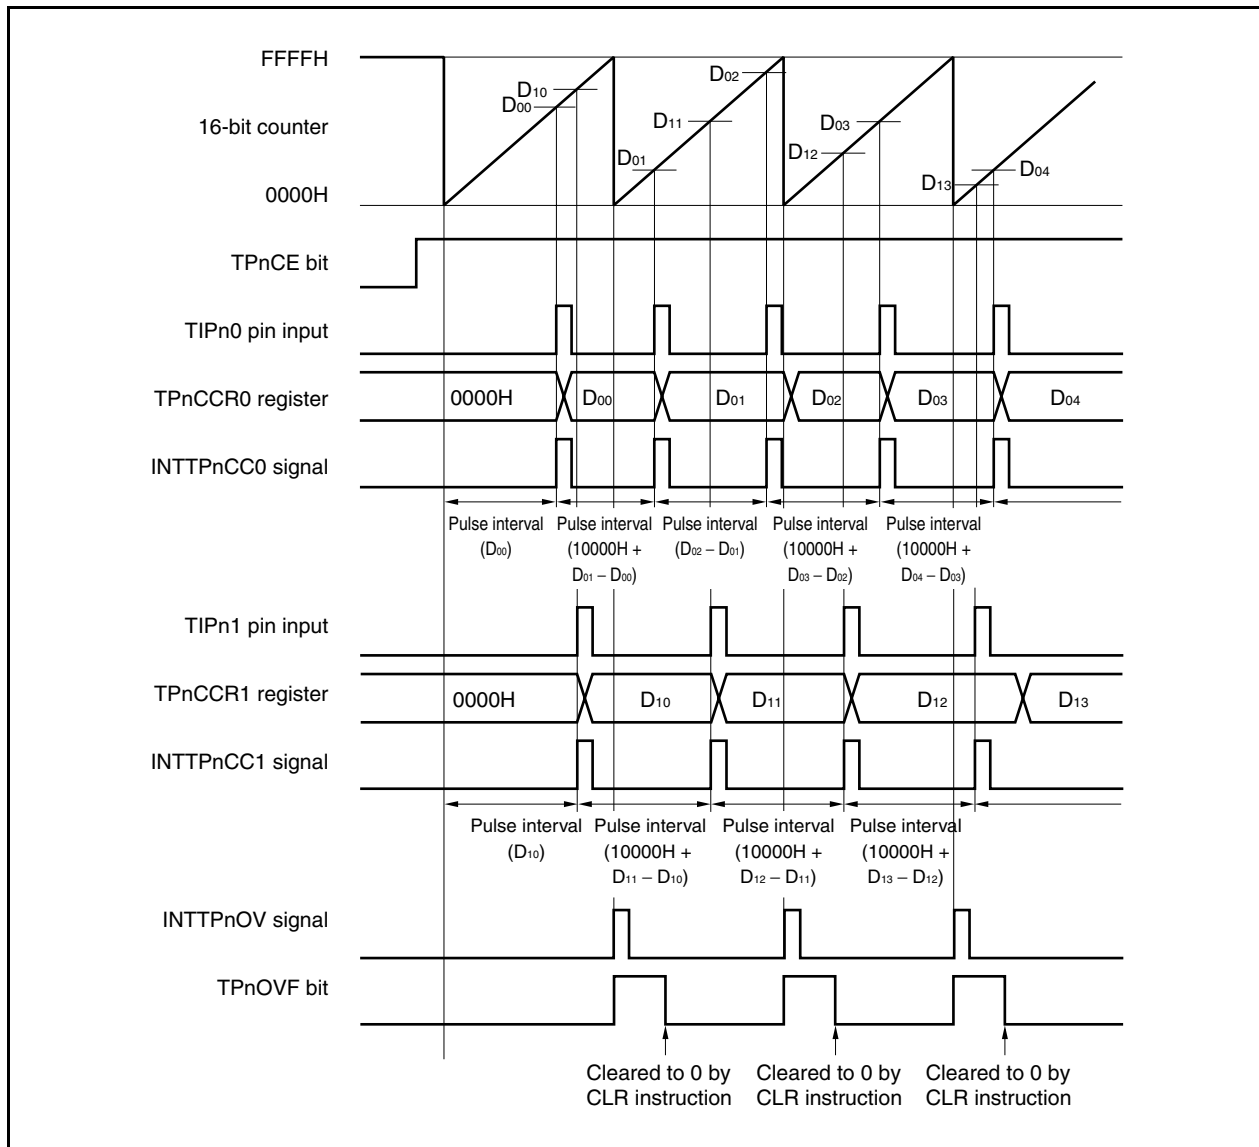 FFFFH
D10
D00
D02
16-bit counter
D11
D03
D12
D01
D13
D04
0000H
TPnCE bit
TIPn0 pin input
TPnCCR0 register
0000H
D00
D01
D02
D03
D04
INTTPnCC0 signal
Pulse interval
(D00)
Pulse interval
(10000H +
D01 – D00)
Pulse interval
(D02 – D01)
Pulse interval
(10000H +
D03 – D02)
Pulse interval
(10000H +
D04 – D03)
TIPn1 pin input
TPnCCR1 register
0000H
D10
D11
D12
D13
INTTPnCC1 signal
Pulse interval
(D10)
Pulse interval
(10000H +
D11 – D10)
Pulse interval
(10000H +
D12 – D11)
Pulse interval
(10000H +
D13 – D12)
INTTPnOV signal
TPnOVF bit
Cleared to 0 by
CLR instruction
Cleared to 0 by
CLR instruction
Cleared to 0 by
CLR instruction